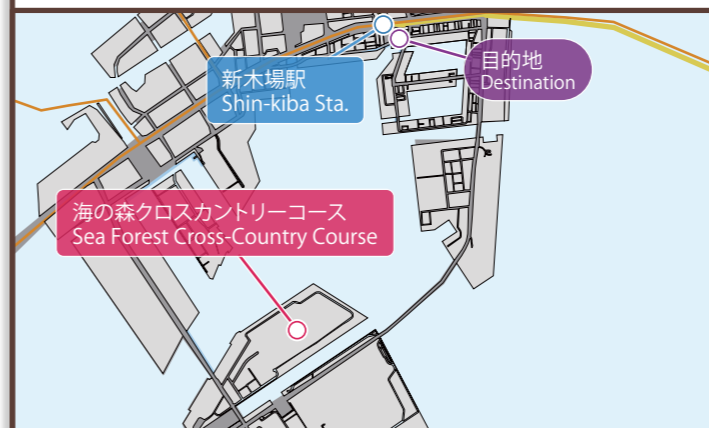 新木場駅
Shin-kiba Sta.
目的地
Destination
海の森クロスカントリーコース
Sea Forest Cross-Country Course